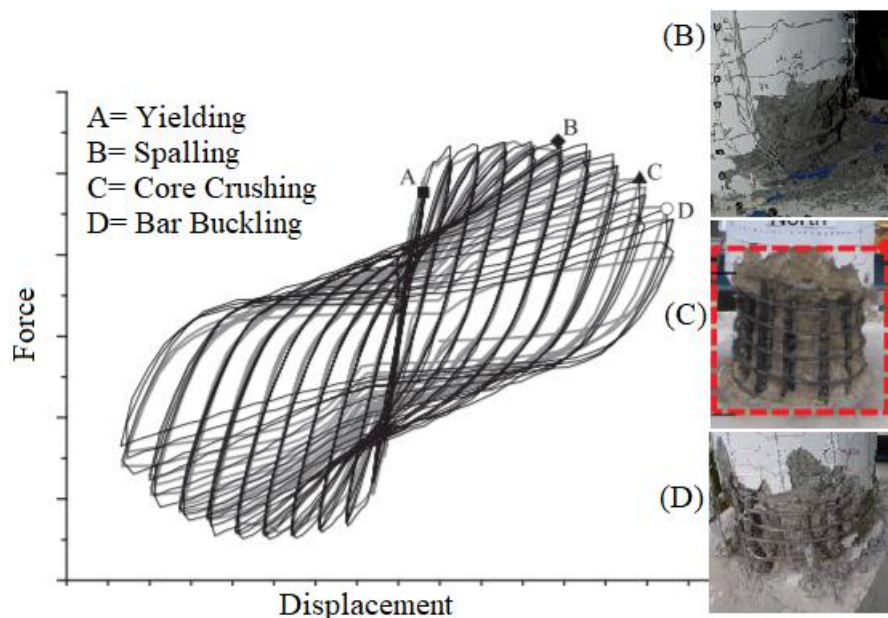 A= Yielding
B= Spalling
C= Core Crushing
D= Bar Buckling
A
B
C
D
Force
Displacement
(B)
(C)
North
(D)